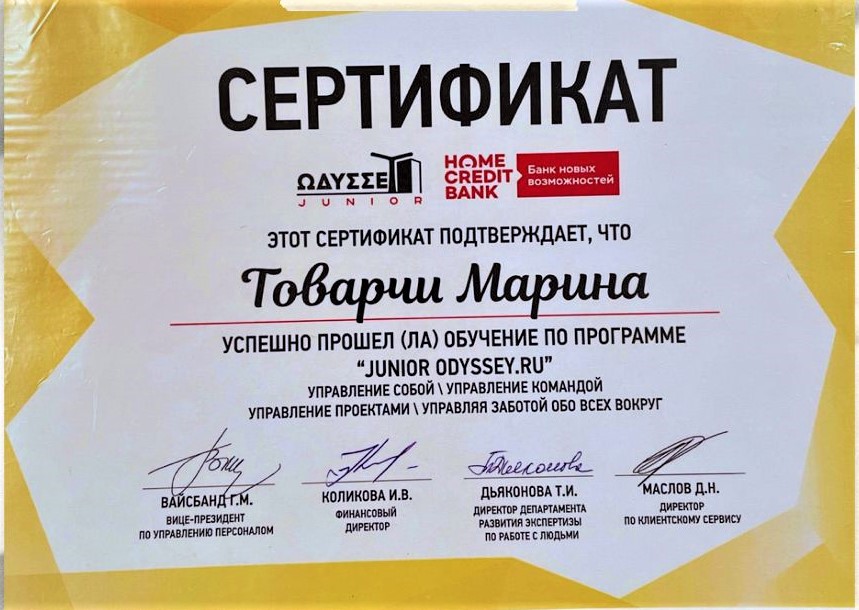 СЕРТИФИКАТ
ΩΔΥΣΣΕ
JUNIOR
HOME
CREDIT
BANK
Банк новых
возможностей
ЭТОТ СЕРТИФИКАТ ПОДТВЕРЖДАЕТ, ЧТО
Товарчи Марина
УСПЕШНО ПРОШЕЛ (ЛА) ОБУЧЕНИЕ ПО ПРОГРАММЕ
“JUNIOR ODYSSEY.RU”
УПРАВЛЕНИЕ СОБОЙ \ УПРАВЛЕНИЕ КОМАНДОЙ
УПРАВЛЕНИЕ ПРОЕКТАМИ \ УПРАВЛЯЯ ЗАБОТОЙ ОБО ВСЕХ ВОКРУГ
ВАЙСБАНД Г.М.
ВИЦЕ-ПРЕЗИДЕНТ
ПО УПРАВЛЕНИЮ ПЕРСОНАЛОМ
КОЛИКОВА И.В.
ФИНАНСОВЫЙ
ДИРЕКТОР
ДЬЯКОНОВА Т.И.
ДИРЕКТОР ДЕПАРТАМЕНТА
РАЗВИТИЯ ЭКСПЕРТИЗЫ
ПО РАБОТЕ С ЛЮДЬМИ
МАСЛОВ Д.Н.
ДИРЕКТОР
ПО КЛИЕНТСКОМУ СЕРВИСУ